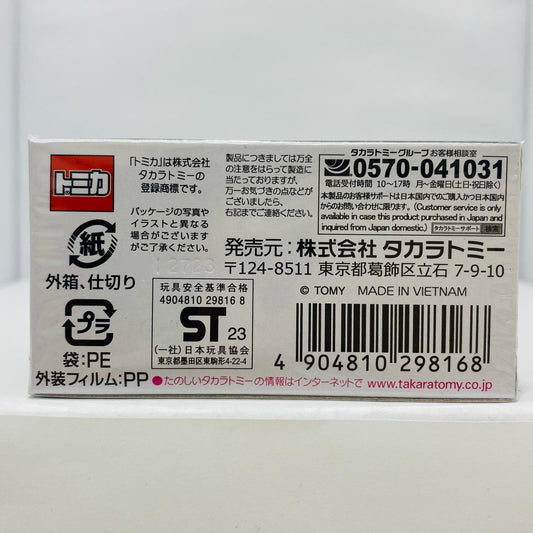 トミカ
「トミカ」は株式会社
タカラトミーの
登録商標です。
パッケージの写真や
イラストと異なる
場合がございます
がご了承ください。
製品につきましては万全
の注意をはらって製造に
当たっておりますが、
万一お気づきの点などが
ございましたら、
右記までご連絡ください。
タカラトミーグループお客様相談室
0570-041031
電話受付時間 10～17時 月～金曜日(土・日・祝日除く)
本製品のお客様サポートは日本国内でのご購入かつ日本国内
からのお問い合わせに限ります。(Customer service is only
available in case this product purchased in Japan and
inquired from Japan domestic.) タカラトミーサポート 検索
紙
外箱、仕切り
プラ
袋:PE
外装フィルム:PP
発売元:株式会社 タカラトミー
〒124-8511 東京都葛飾区立石 7-9-10
© TOMY MADE IN VIETNAM
玩具安全基準合格
4904810 29816 8
ST 23
(一社)日本玩具協会
東京都墨田区東駒形4-22-4
4 904810 298168
●たのしいタカラトミーの情報はインターネットで www.takaratomy.co.jp